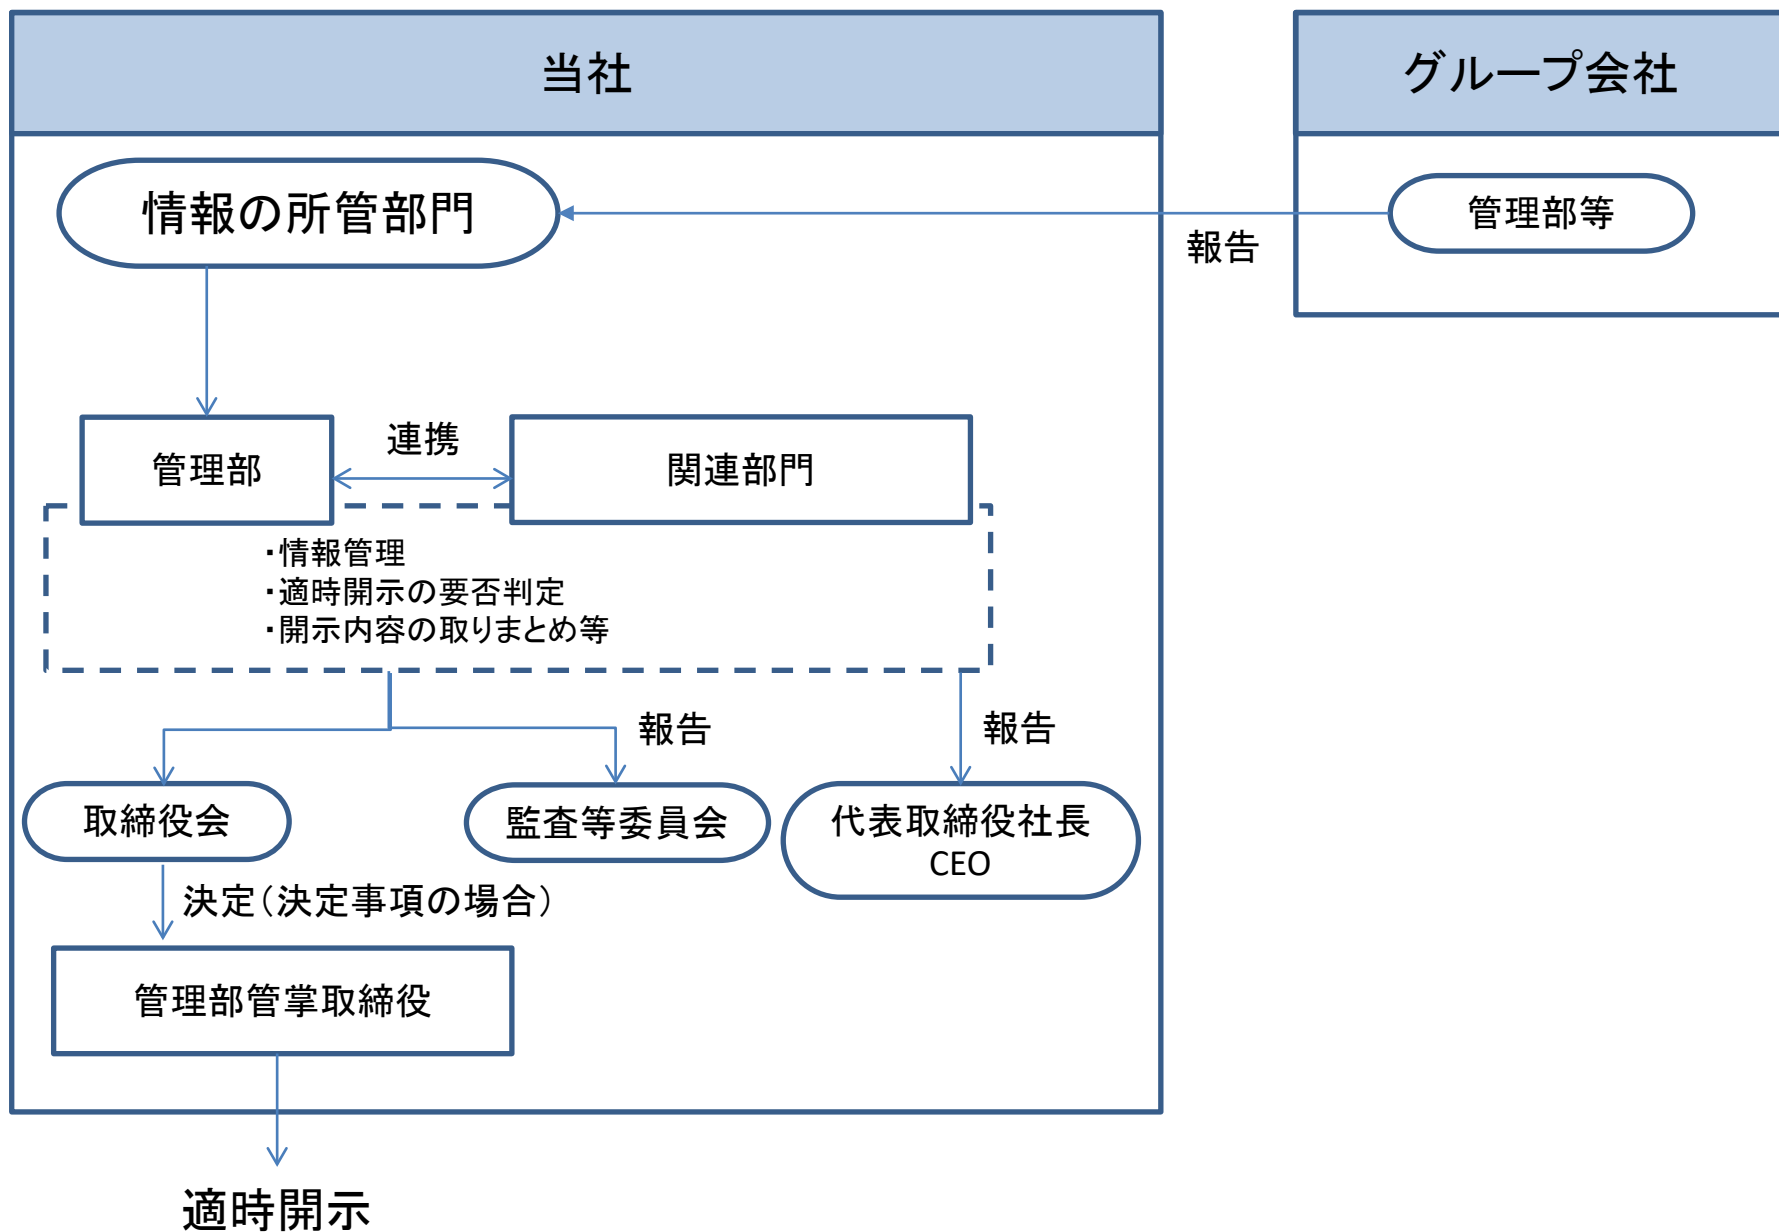 当社
グループ会社
情報の所管部門
管理部等
報告
管理部
連携
関連部門
・情報管理
・適時開示の要否判定
・開示内容の取りまとめ等
報告
報告
取締役会
監査等委員会
代表取締役社長
CEO
決定（決定事項の場合）
管理部管掌取締役
適時開示